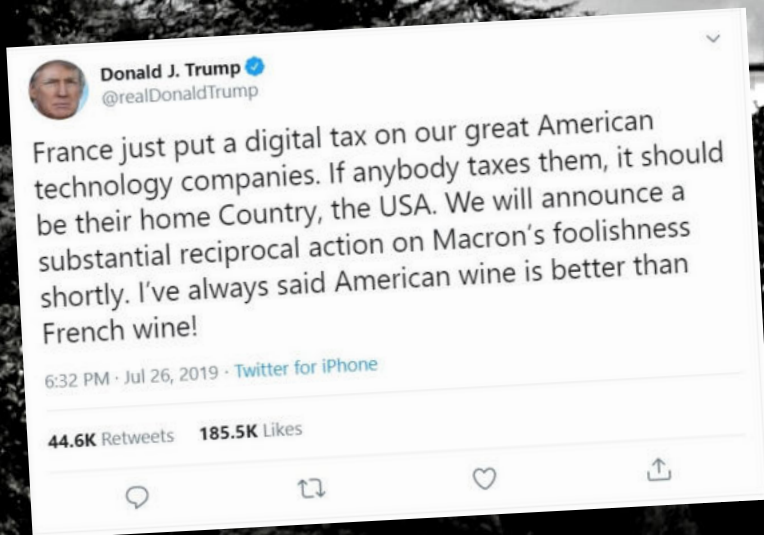 Donald J. Trump
@realDonaldTrump
France just put a digital tax on our great American
technology companies. If anybody taxes them, it should
be their home Country, the USA. We will announce a
substantial reciprocal action on Macron's foolishness
shortly. I've always said American wine is better than
French wine!
6:32 PM · Jul 26, 2019 · Twitter for iPhone
44.6K Retweets 185.5K Likes